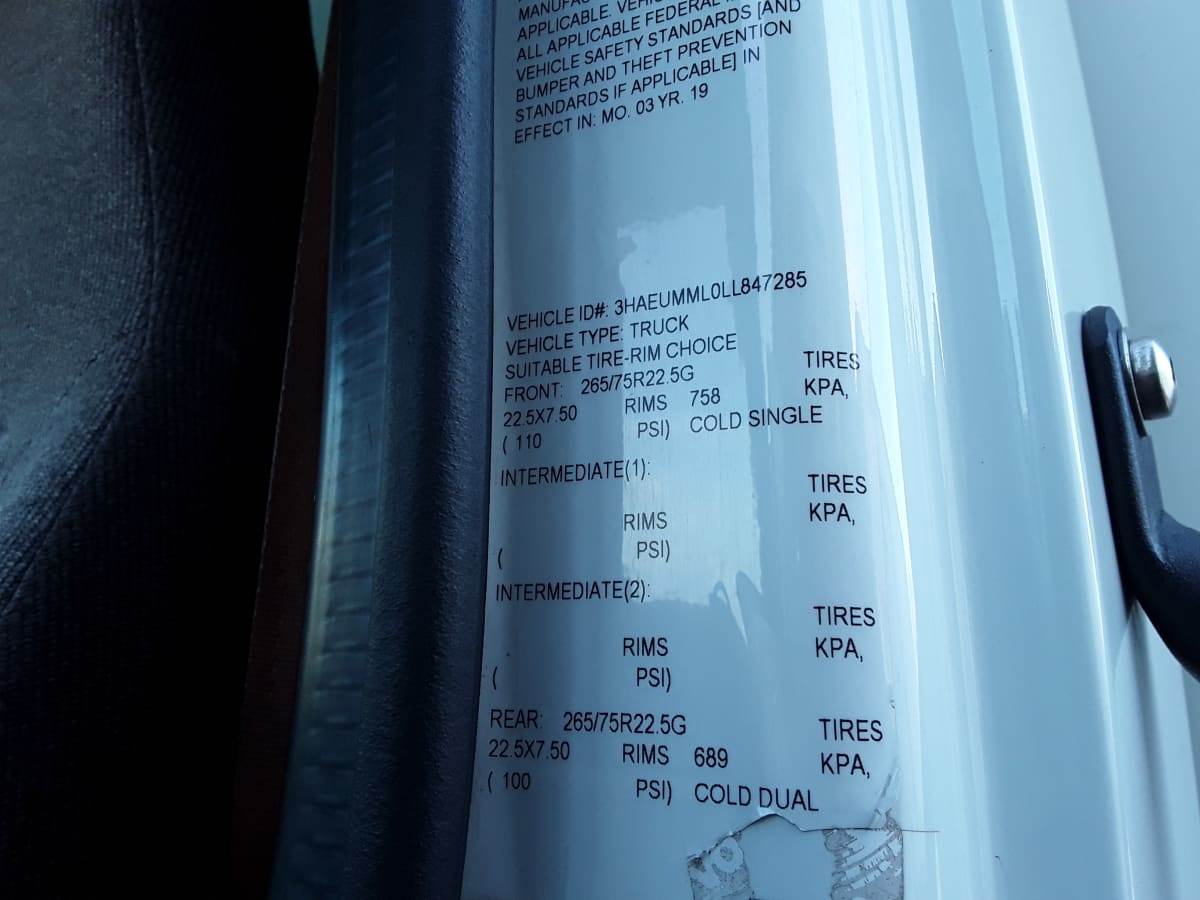 MANUFAC
APPLICABLE. VEHIC
ALL APPLICABLE FEDERAL
VEHICLE SAFETY STANDARDS [AND
BUMPER AND THEFT PREVENTION
STANDARDS IF APPLICABLE] IN
EFFECT IN: MO. 03 YR. 19
VEHICLE ID#: 3HAEUMML0LL847285
VEHICLE TYPE: TRUCK
SUITABLE TIRE-RIM CHOICE
FRONT: 265/75R22.5G TIRES
22.5X7.50 RIMS 758 KPA,
( 110 PSI) COLD SINGLE
INTERMEDIATE(1): TIRES
RIMS KPA,
( PSI)
INTERMEDIATE(2): TIRES
RIMS KPA,
( PSI)
REAR: 265/75R22.5G TIRES
22.5X7.50 RIMS 689 KPA,
( 100 PSI) COLD DUAL